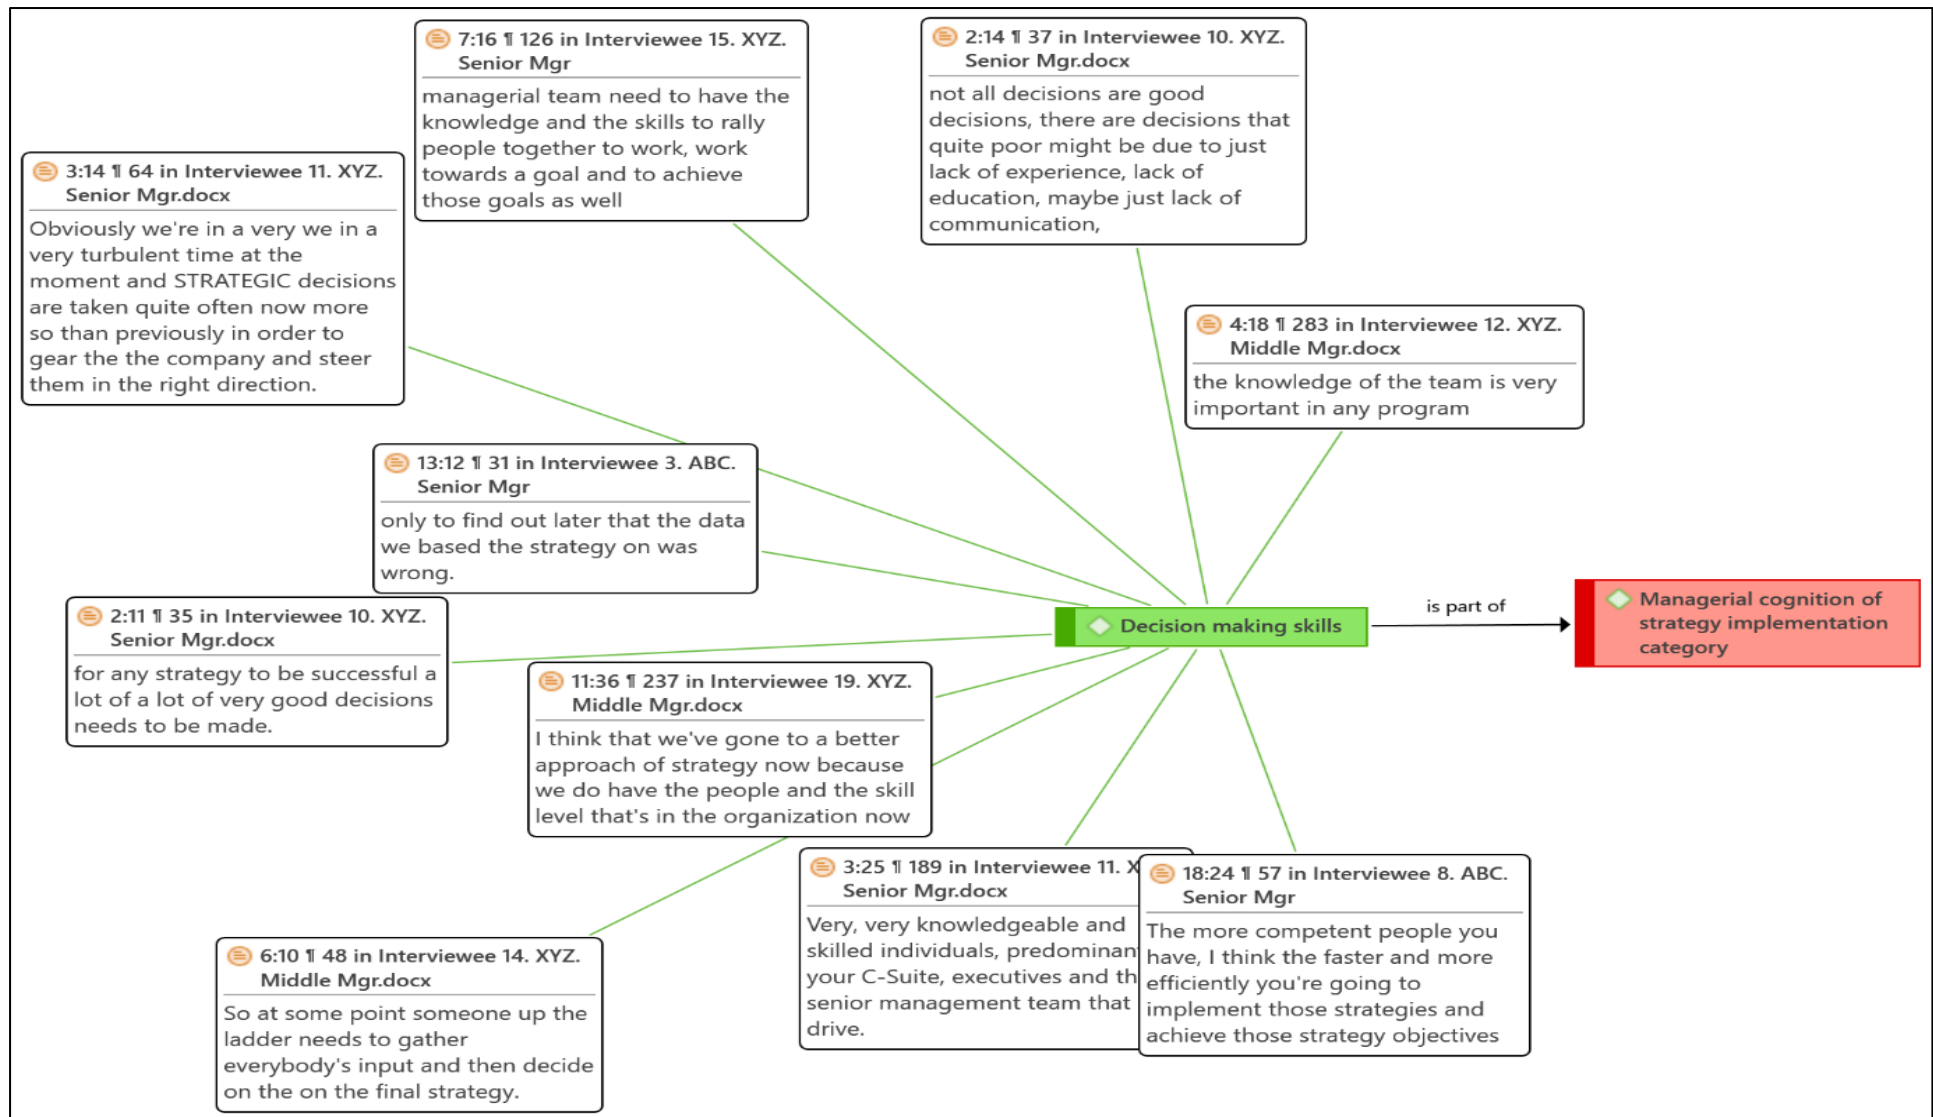 7:16 ¶ 126 in Interviewee 15. XYZ.
Senior Mgr
managerial team need to have the
knowledge and the skills to rally
people together to work, work
towards a goal and to achieve
those goals as well
2:14 ¶ 37 in Interviewee 10. XYZ.
Senior Mgr.docx
not all decisions are good
decisions, there are decisions that
quite poor might be due to just
lack of experience, lack of
education, maybe just lack of
communication,
3:14 ¶ 64 in Interviewee 11. XYZ.
Senior Mgr.docx
Obviously we're in a very we in a
very turbulent time at the
moment and STRATEGIC decisions
are taken quite often now more
so than previously in order to
gear the the company and steer
them in the right direction.
4:18 ¶ 283 in Interviewee 12. XYZ.
Middle Mgr.docx
the knowledge of the team is very
important in any program
13:12 ¶ 31 in Interviewee 3. ABC.
Senior Mgr
only to find out later that the data
we based the strategy on was
wrong.
2:11 ¶ 35 in Interviewee 10. XYZ.
Senior Mgr.docx
for any strategy to be successful a
lot of a lot of very good decisions
needs to be made.
Decision making skills
is part of
Managerial cognition of
strategy implementation
category
11:36 ¶ 237 in Interviewee 19. XYZ.
Middle Mgr.docx
I think that we've gone to a better
approach of strategy now because
we do have the people and the skill
level that's in the organization now
3:25 ¶ 189 in Interviewee 11. X
Senior Mgr.docx
Very, very knowledgeable and
skilled individuals, predominan
your C-Suite, executives and th
senior management team that
drive.
18:24 ¶ 57 in Interviewee 8. ABC.
Senior Mgr
The more competent people you
have, I think the faster and more
efficiently you're going to
implement those strategies and
achieve those strategy objectives
6:10 ¶ 48 in Interviewee 14. XYZ.
Middle Mgr.docx
So at some point someone up the
ladder needs to gather
everybody's input and then decide
on the on the final strategy.